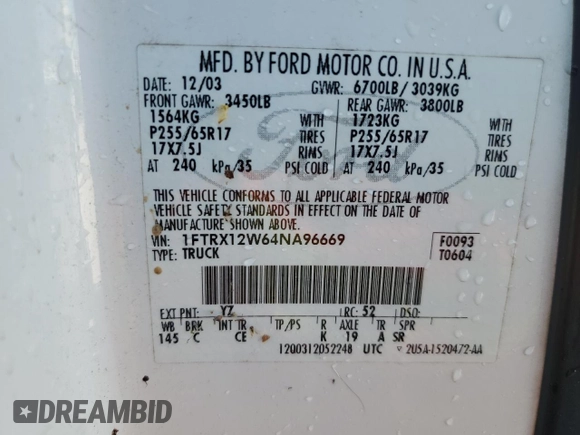 MFD. BY FORD MOTOR CO. IN U.S.A.
DATE: 12/03 GVWR: 6700LB/ 3039KG
FRONT GAWR: 3450LB REAR GAWR: 3800LB
1564KG WITH 1723KG WITH
P255/65R17 TIRES P255/65R17 TIRES
17X7.5J RIMS 17X7.5J RIMS
AT 240 kPa/35 PSI COLD AT 240 kPa/35 PSI COLD
Ford
THIS VEHICLE CONFORMS TO ALL APPLICABLE FEDERAL MOTOR
VEHICLE SAFETY STANDARDS IN EFFECT ON THE DATE OF
MANUFACTURE SHOWN ABOVE.
VIN: 1FTRX12W64NA96669 F0093
TYPE: TRUCK T0604
EXT PNT: YZ RC: 52 DSO:
WB BRK INT TR TP/PS R AXLE TR SPR
145 C CE K 19 A SR
12Q0312052248 UTC 2USA-1520472-AA
DREAMBID